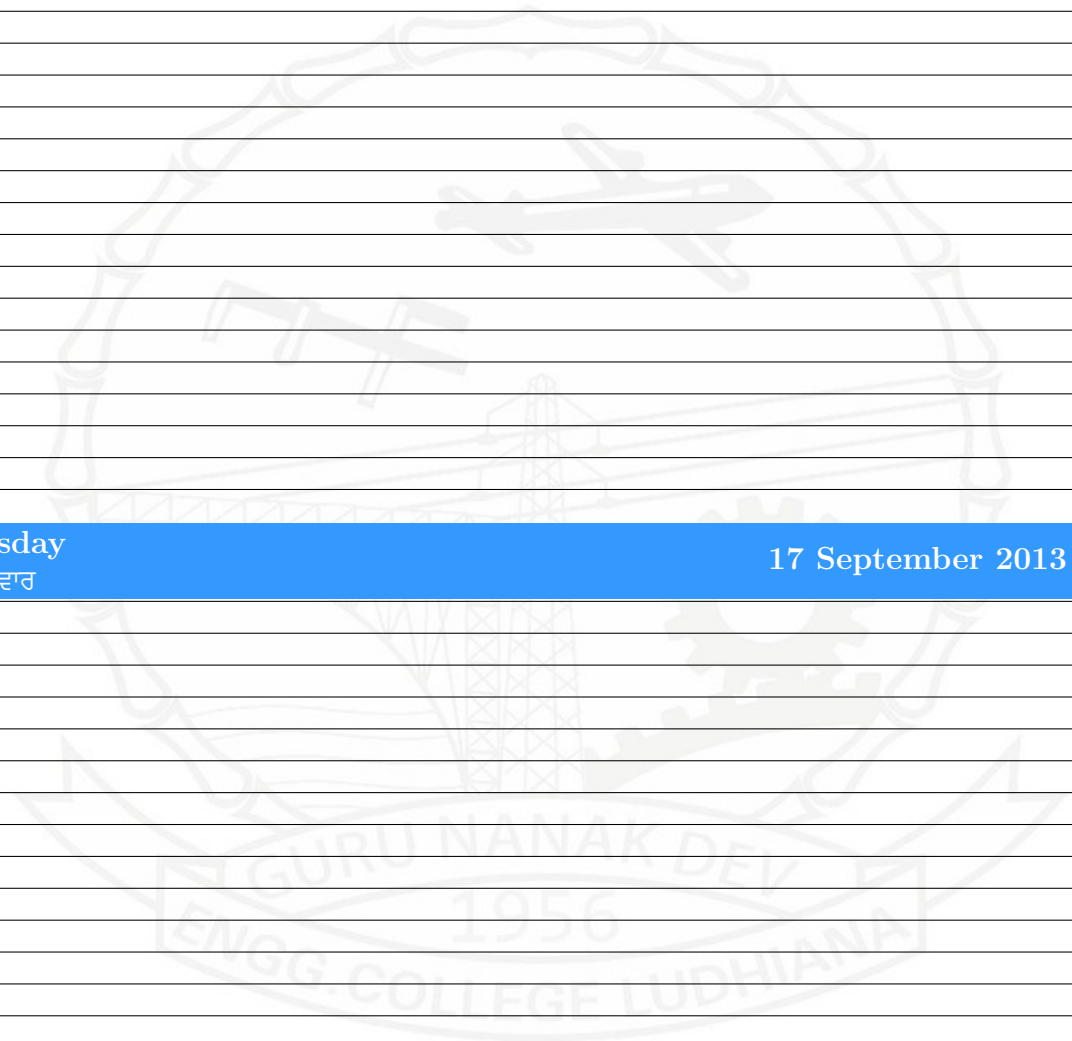 sday
17 September 2013
ਵਾਰ
GURU NANAK DEV
1956
ENGG. COLLEGE LUDHIANA